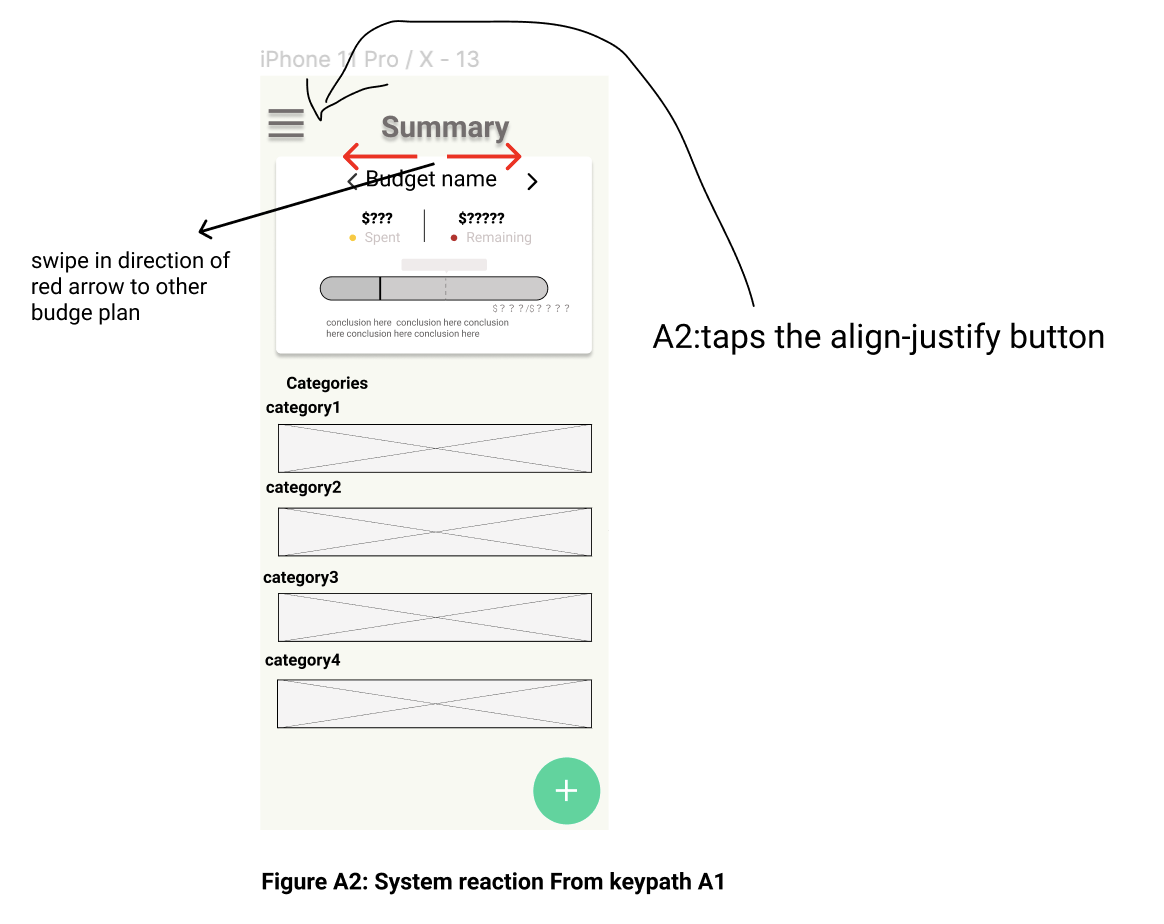 iPhone 11 Pro / X - 13
Summary
Budget name
$???
$?????
Spent
Remaining
$???/$????
conclusion here conclusion here conclusion
here conclusion here conclusion here
swipe in direction of
red arrow to other
budge plan
A2:taps the align-justify button
Categories
category1
category2
category3
category4
Figure A2: System reaction From keypath A1